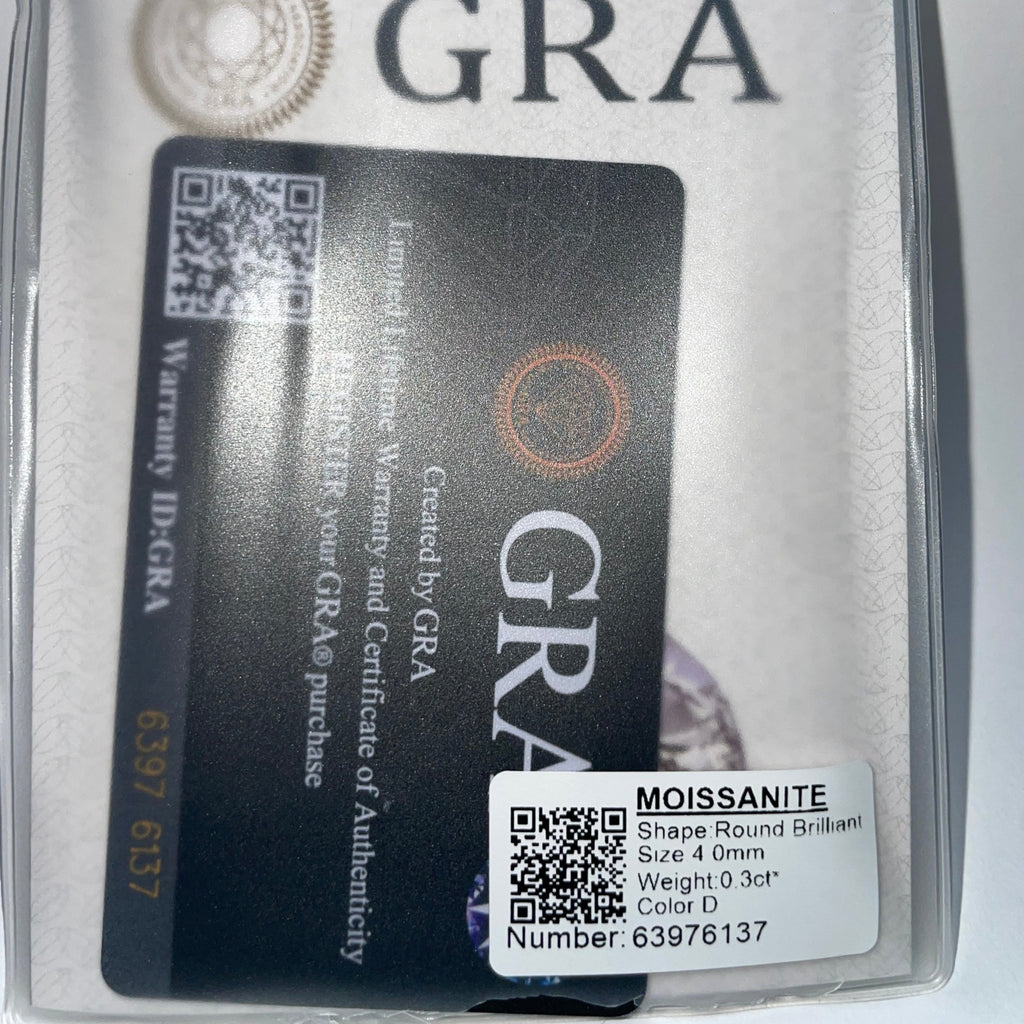 GRA
GRA
Created by GRA
Limited Lifetime Warranty and Certificate of Authenticity
REGISTER your GRA® purchase
Warranty ID:GRA 6397 6137
MOISSANITE
Shape:Round Brilliant
Size 4 0mm
Weight:0.3ct*
Color D
Number: 63976137